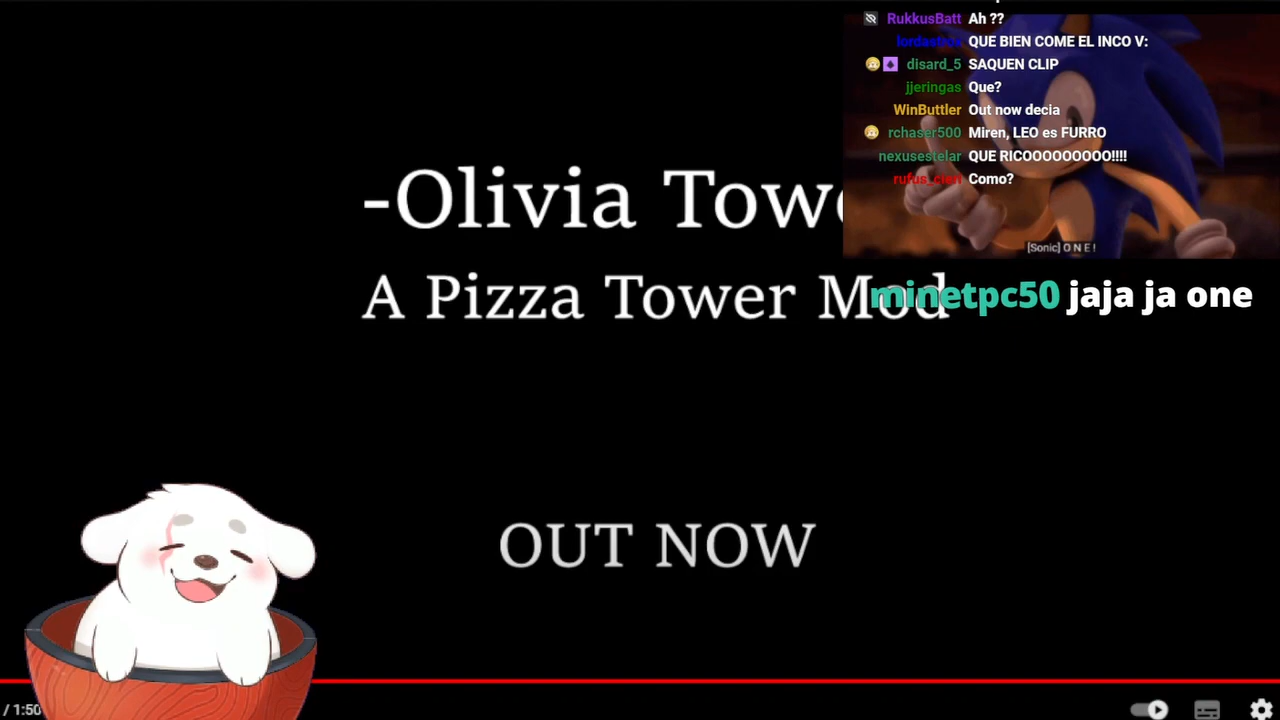 RukkusBatt Ah ??
lordastros QUE BIEN COME EL INCO V:
disard_5 SAQUEN CLIP
jjeringas Que?
WinButtler Out now decia
rchaser500 Miren, LEO es FURRO
nexusestelar QUE RICOOOOOOOOO!!!!
Como?
[Sonic] O N E !
-Olivia Towe
A Pizza Tower Mod
minetpc50 jaja ja one
OUT NOW
/ 1:50